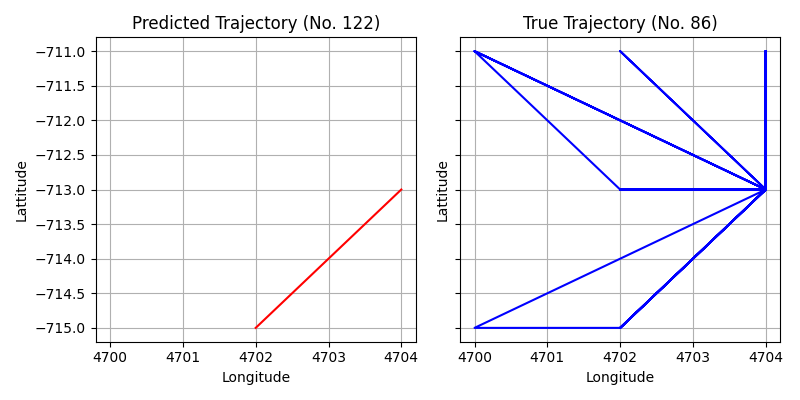 Predicted Trajectory (No. 122)
True Trajectory (No. 86)
−711.0
−711.5
−712.0
−712.5
−713.0
−713.5
−714.0
−714.5
−715.0
Lattitude
Lattitude
4700 4701 4702 4703 4704
4700 4701 4702 4703 4704
Longitude
Longitude